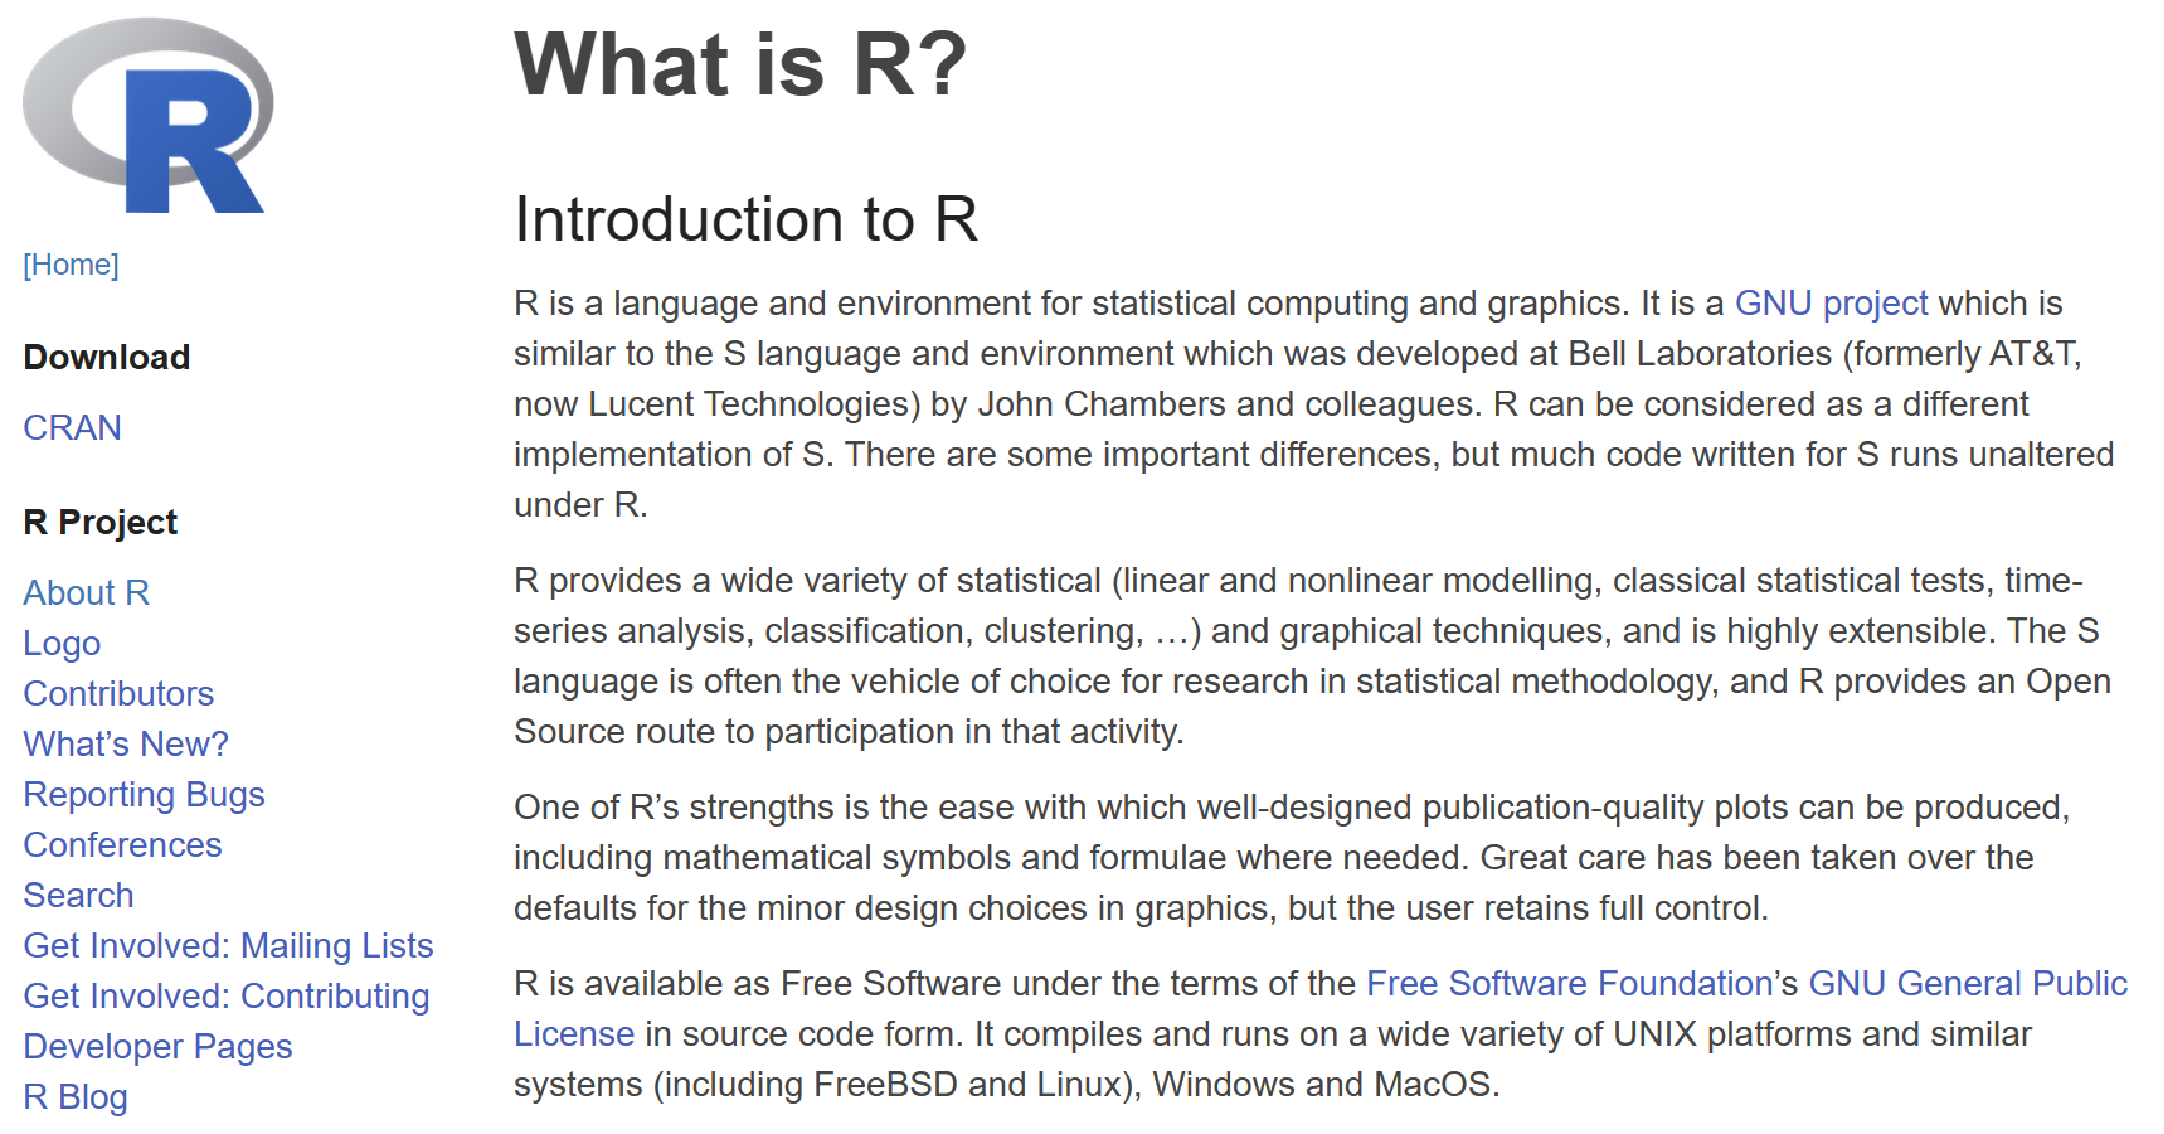 R
[Home]
Download
CRAN
R Project
About R
Logo
Contributors
What’s New?
Reporting Bugs
Conferences
Search
Get Involved: Mailing Lists
Get Involved: Contributing
Developer Pages
R Blog
What is R?
Introduction to R
R is a language and environment for statistical computing and graphics. It is a GNU project which is
similar to the S language and environment which was developed at Bell Laboratories (formerly AT&T,
now Lucent Technologies) by John Chambers and colleagues. R can be considered as a different
implementation of S. There are some important differences, but much code written for S runs unaltered
under R.
R provides a wide variety of statistical (linear and nonlinear modelling, classical statistical tests, time-
series analysis, classification, clustering, …) and graphical techniques, and is highly extensible. The S
language is often the vehicle of choice for research in statistical methodology, and R provides an Open
Source route to participation in that activity.
One of R’s strengths is the ease with which well-designed publication-quality plots can be produced,
including mathematical symbols and formulae where needed. Great care has been taken over the
defaults for the minor design choices in graphics, but the user retains full control.
R is available as Free Software under the terms of the Free Software Foundation’s GNU General Public
License in source code form. It compiles and runs on a wide variety of UNIX platforms and similar
systems (including FreeBSD and Linux), Windows and MacOS.